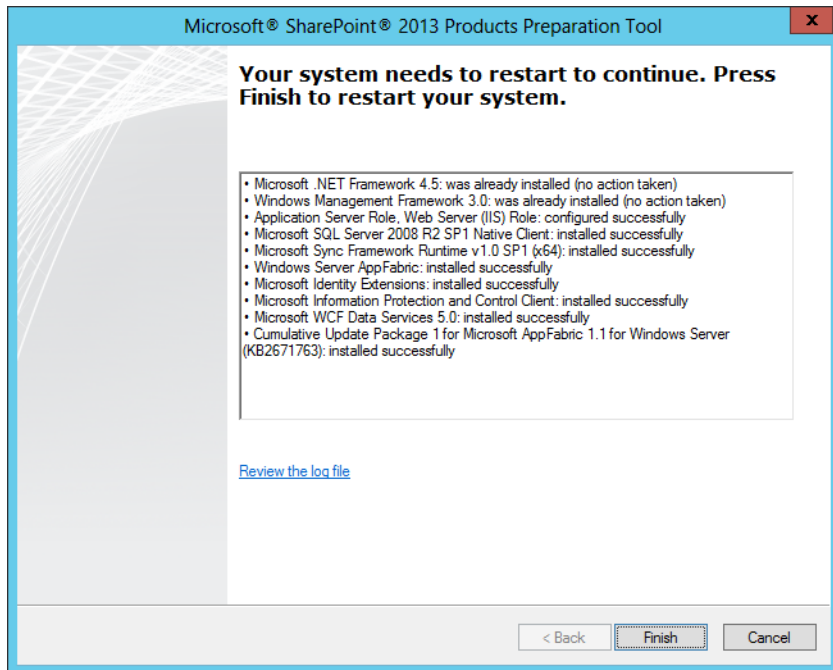 Microsoft® SharePoint® 2013 Products Preparation Tool
x
Your system needs to restart to continue. Press
Finish to restart your system.
• Microsoft .NET Framework 4.5: was already installed (no action taken)
• Windows Management Framework 3.0: was already installed (no action taken)
• Application Server Role, Web Server (IIS) Role: configured successfully
• Microsoft SQL Server 2008 R2 SP1 Native Client: installed successfully
• Microsoft Sync Framework Runtime v1.0 SP1 (x64): installed successfully
• Windows Server AppFabric: installed successfully
• Microsoft Identity Extensions: installed successfully
• Microsoft Information Protection and Control Client: installed successfully
• Microsoft WCF Data Services 5.0: installed successfully
• Cumulative Update Package 1 for Microsoft AppFabric 1.1 for Windows Server
(KB2671763): installed successfully
Review the log file
< Back Finish Cancel